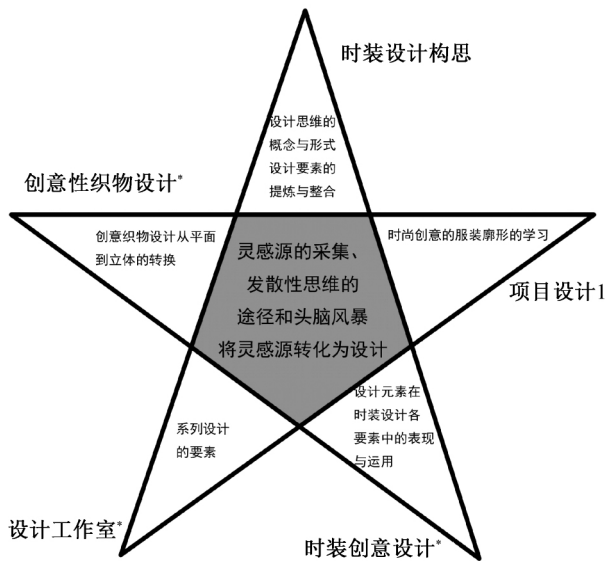 时装设计构思
设计思维的
概念与形式
设计要素的
提炼与整合
创意性织物设计*
创意织物设计从平面
到立体的转换
灵感源的采集、
发散性思维的
途径和头脑风暴
将灵感源转化为设计
时尚创意的服装廓形的学习
项目设计1
系列设计
的要素
设计元素在
时装设计各
要素中的表现
与运用
设计工作室*
时装创意设计*